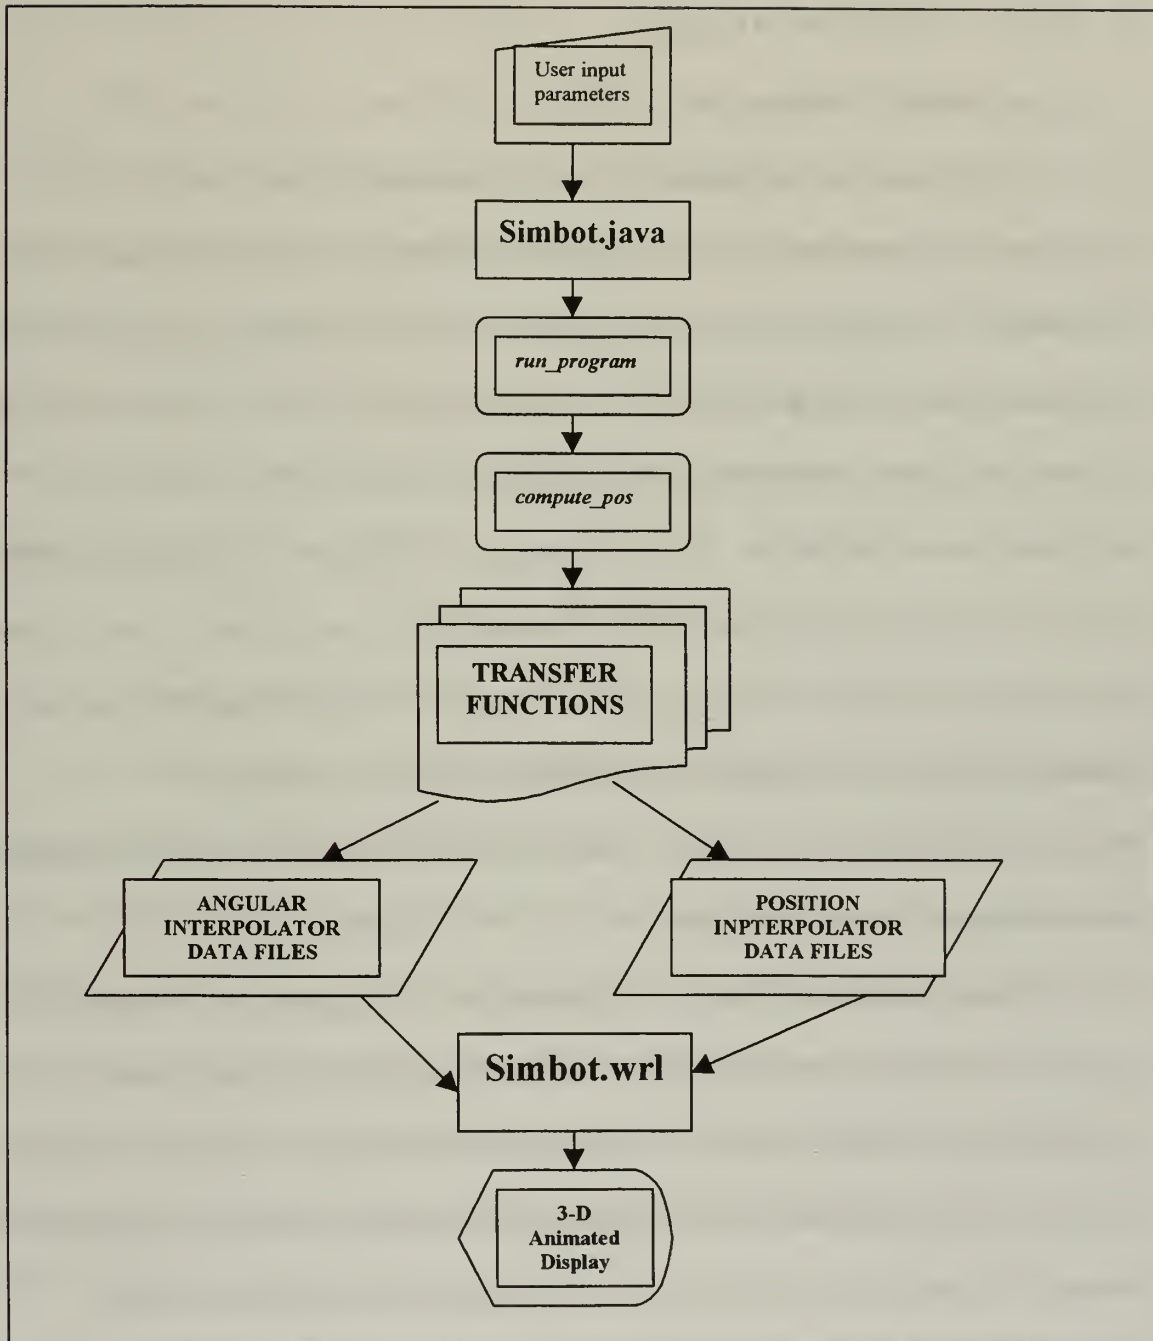 User input
parameters
Simbot.java
run_program
compute_pos
TRANSFER
FUNCTIONS
ANGULAR
INTERPOLATOR
DATA FILES
POSITION
INPTERPOLATOR
DATA FILES
Simbot.wrl
3-D
Animated
Display